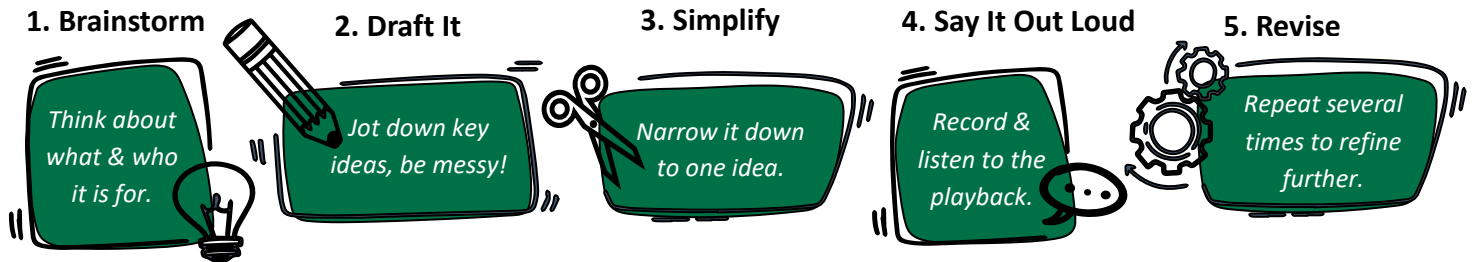 1. Brainstorm
Think about
what & who
it is for.
2. Draft It
Jot down key
ideas, be messy!
3. Simplify
Narrow it down
to one idea.
4. Say It Out Loud
Record &
listen to the
playback.
5. Revise
Repeat several
times to refine
further.